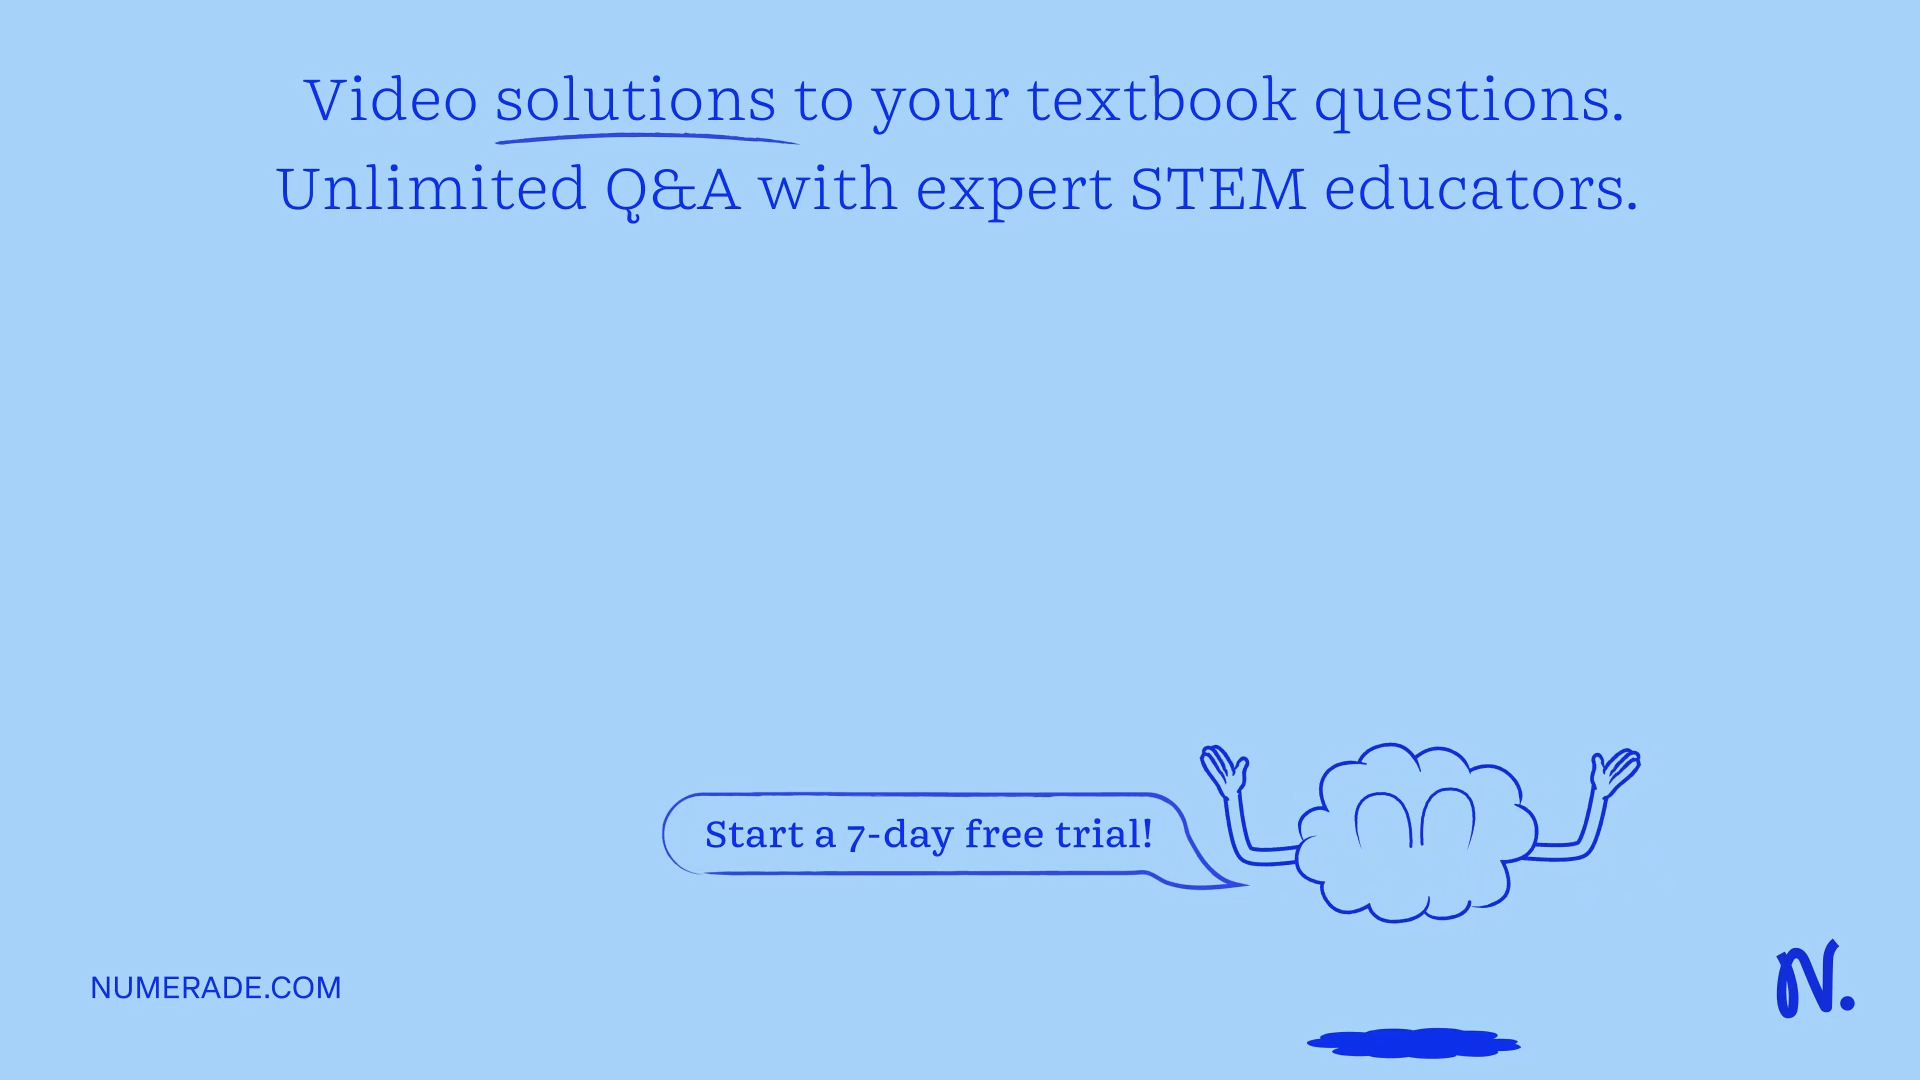 Video solutions to your textbook questions.
Unlimited Q&A with expert STEM educators.
Start a 7-day free trial!
NUMERADE.COM
N.